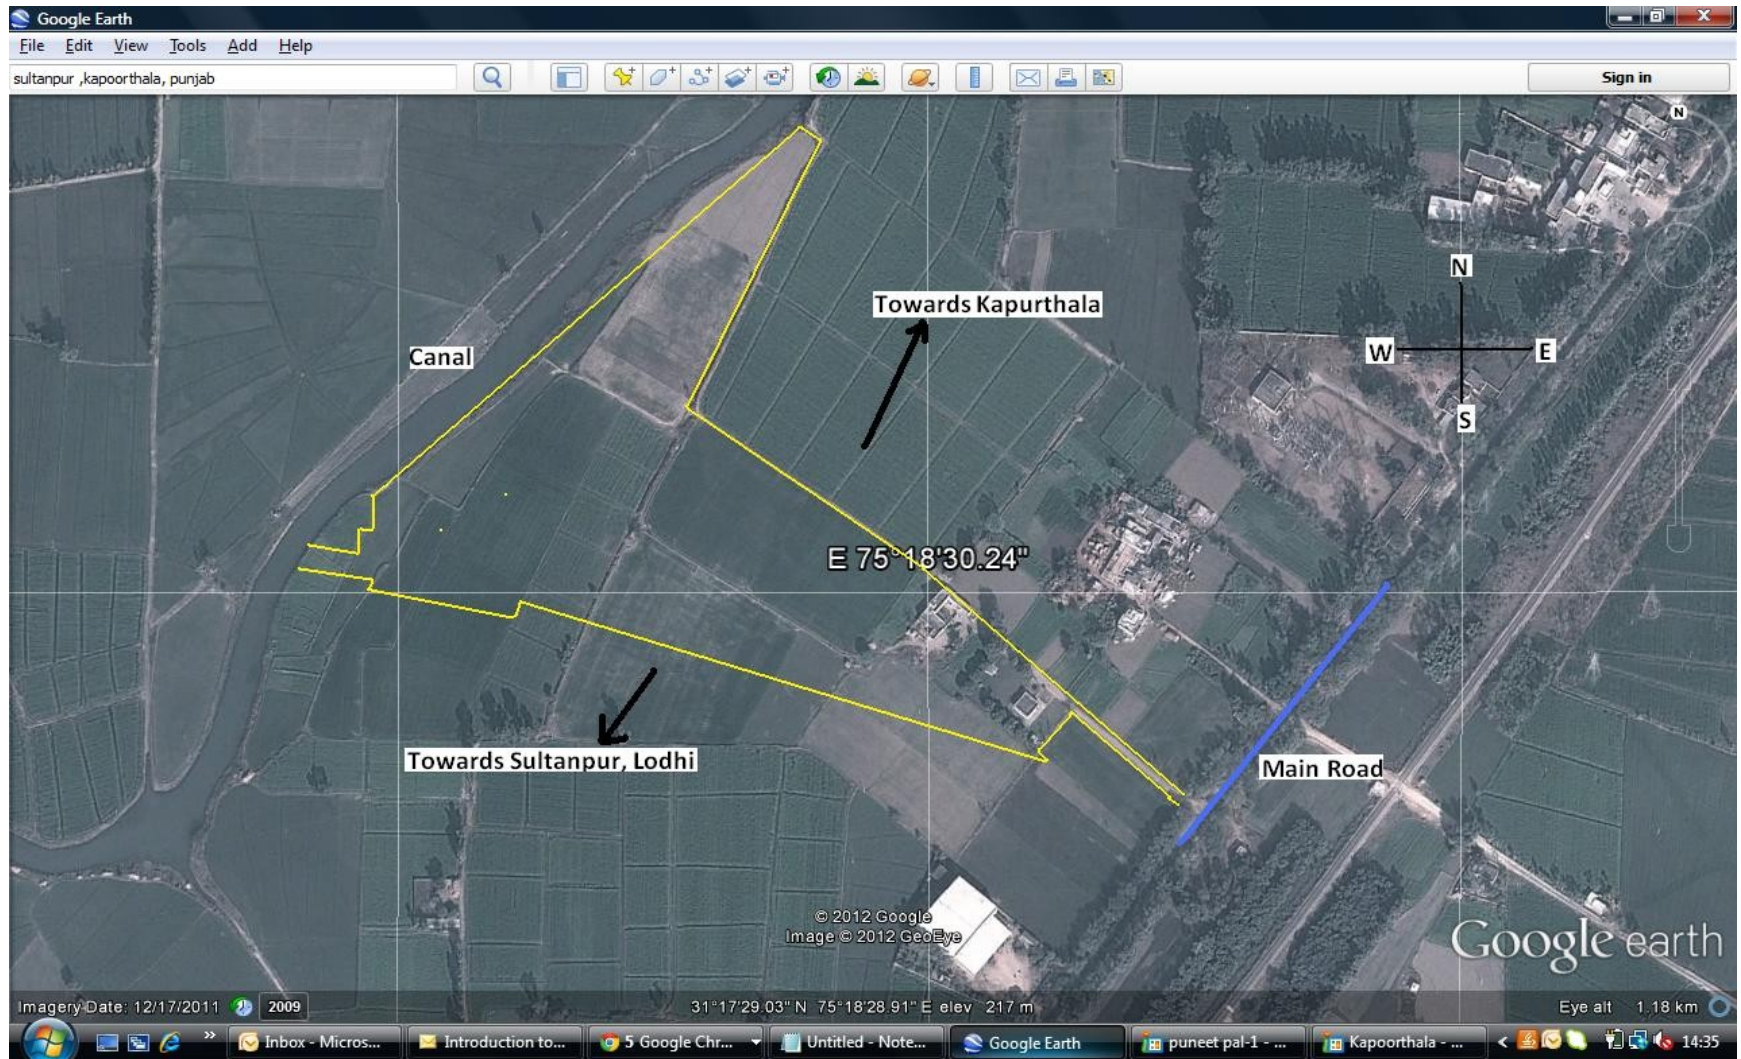 Google Earth
File Edit View Tools Add Help
sultanpur ,kapoorthala, punjab
Sign in
N
N
Towards Kapurthala
W E
Canal
S
E 75°18'30.24"
Towards Sultanpur, Lodhi
Main Road
© 2012 Google
Image © 2012 GeoEye
Google earth
Imagery Date: 12/17/2011 2009 31°17'29.03" N 75°18'28.91" E elev 217 m Eye alt 1.18 km
» Inbox - Micros... Introduction to... 5 Google Chr... Untitled - Note... Google Earth puneet pal-1 - ... Kapoorthala - ... < 14:35